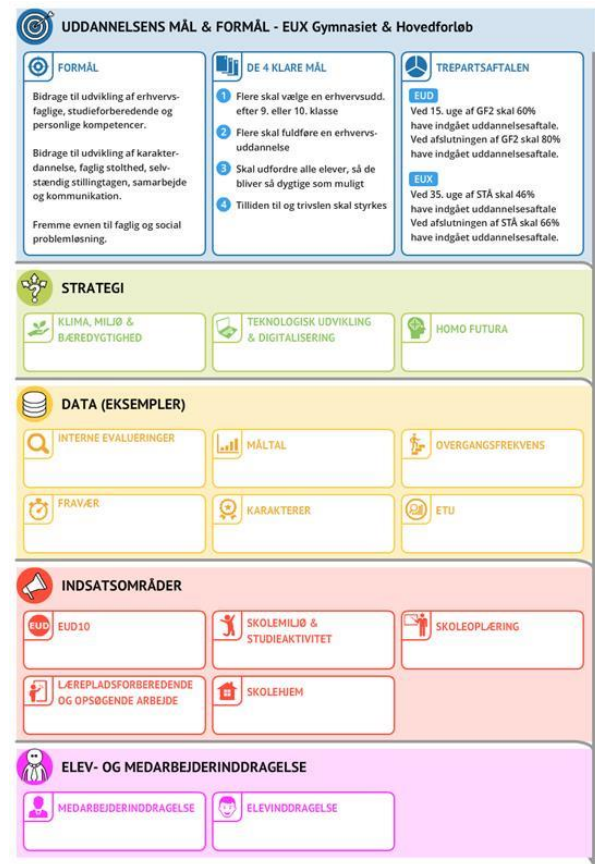 UDDANNELSENS MÅL & FORMÅL - EUX Gymnasiet & Hovedforløb
FORMÅL
Bidrage til udvikling af erhvervs-
faglige, studieforberedende og
personlige kompetencer.
Bidrage til udvikling af karakter-
dannelse, faglig stolthed, selv-
stændig stillingtagen, samarbejde
og kommunikation.
Fremme evnen til faglig og social
problemløsning.
DE 4 KLARE MÅL
1 Flere skal vælge en erhvervsudd.
efter 9. eller 10. klasse
2 Flere skal fuldføre en erhvervs-
uddannelse
3 Skal udfordre alle elever, så de
bliver så dygtige som muligt
4 Tilliden til og trivslen skal styrkes
TREPARTSAFTALEN
EUD
Ved 15. uge af GF2 skal 60%
have indgået uddannelsesaftale.
Ved afslutningen af GF2 skal 80%
have indgået uddannelsesaftale.
EUX
Ved 35. uge af STÅ skal 46%
have indgået uddannelsesaftale
Ved afslutningen af STÅ skal 66%
have indgået uddannelsesaftale.
STRATEGI
KLIMA, MILJØ &
BÆREDYGTIGHED
TEKNOLOGISK UDVIKLING
& DIGITALISERING
HOMO FUTURA
DATA (EKSEMPLER)
INTERNE EVALUERINGER
MÅLTAL
OVERGANGSFREKVENS
FRAVÆR
KARAKTERER
ETU
INDSATSOMRÅDER
EUD
EUD10
SKOLEMILJØ &
STUDIEAKTIVITET
SKOLEOPLÆRING
LÆREPLADSFORBEREDENDE
OG OPSØGENDE ARBEJDE
SKOLEHJEM
ELEV- OG MEDARBEJDERINDDRAGELSE
MEDARBEJDERINDDRAGELSE
ELEVINDDRAGELSE